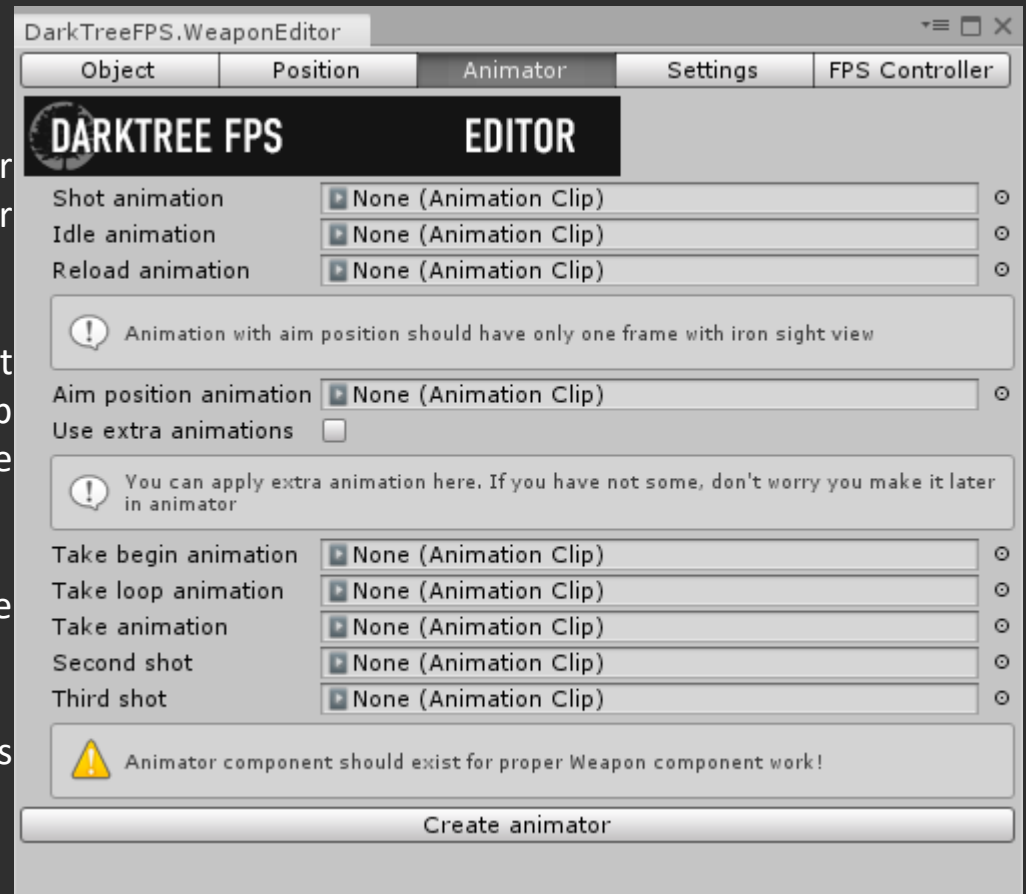 DarkTreeFPS.WeaponEditor
Object Position Animator Settings FPS Controller
DARKTREE FPS EDITOR
Shot animation None (Animation Clip)
Idle animation None (Animation Clip)
Reload animation None (Animation Clip)
Animation with aim position should have only one frame with iron sight view
Aim position animation None (Animation Clip)
Use extra animations
You can apply extra animation here. If you have not some, don't worry you make it later
in animator
Take begin animation None (Animation Clip)
Take loop animation None (Animation Clip)
Take animation None (Animation Clip)
Second shot None (Animation Clip)
Third shot None (Animation Clip)
Animator component should exist for proper Weapon component work!
Create animator